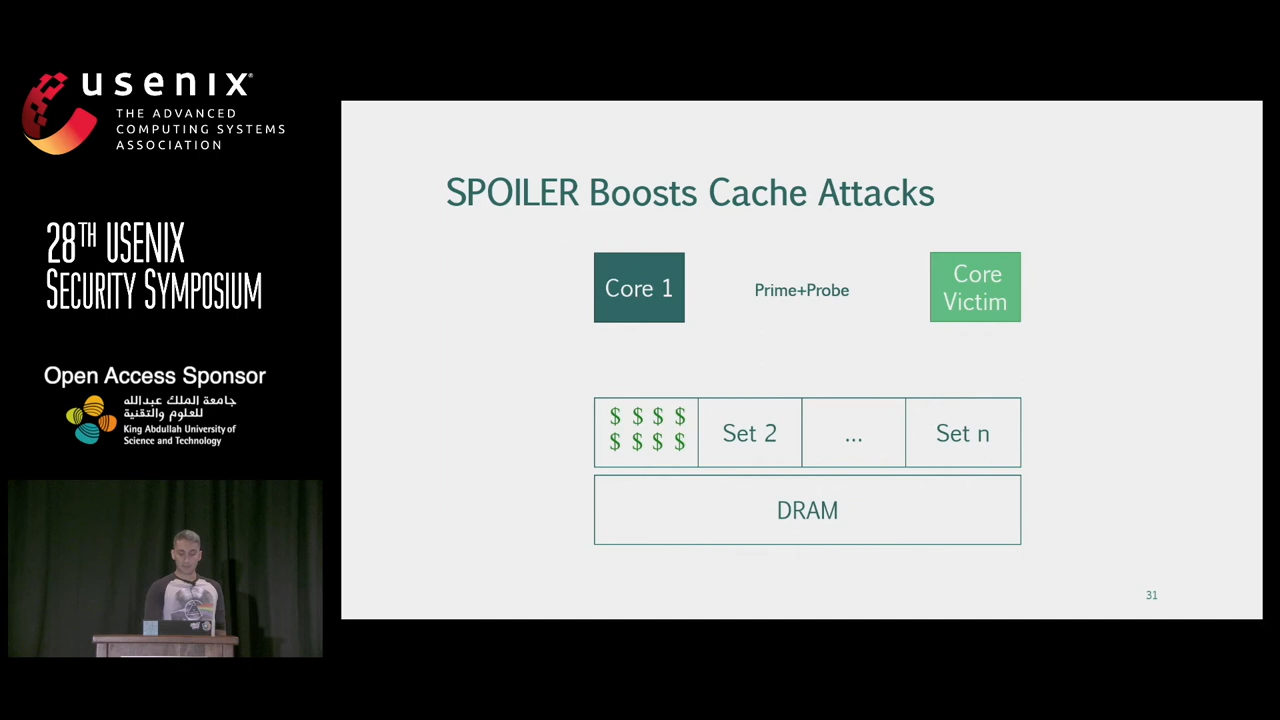 usenix®
THE ADVANCED
COMPUTING SYSTEMS
ASSOCIATION
28TH USENIX
SECURITY SYMPOSIUM
Open Access Sponsor
جامعة الملك عبدالله
للعلوم والتقنية
King Abdullah University of
Science and Technology
SPOILER Boosts Cache Attacks
Core 1
Prime+Probe
Core
Victim
$ $ $ $
$ $ $ $
Set 2
...
Set n
DRAM
31